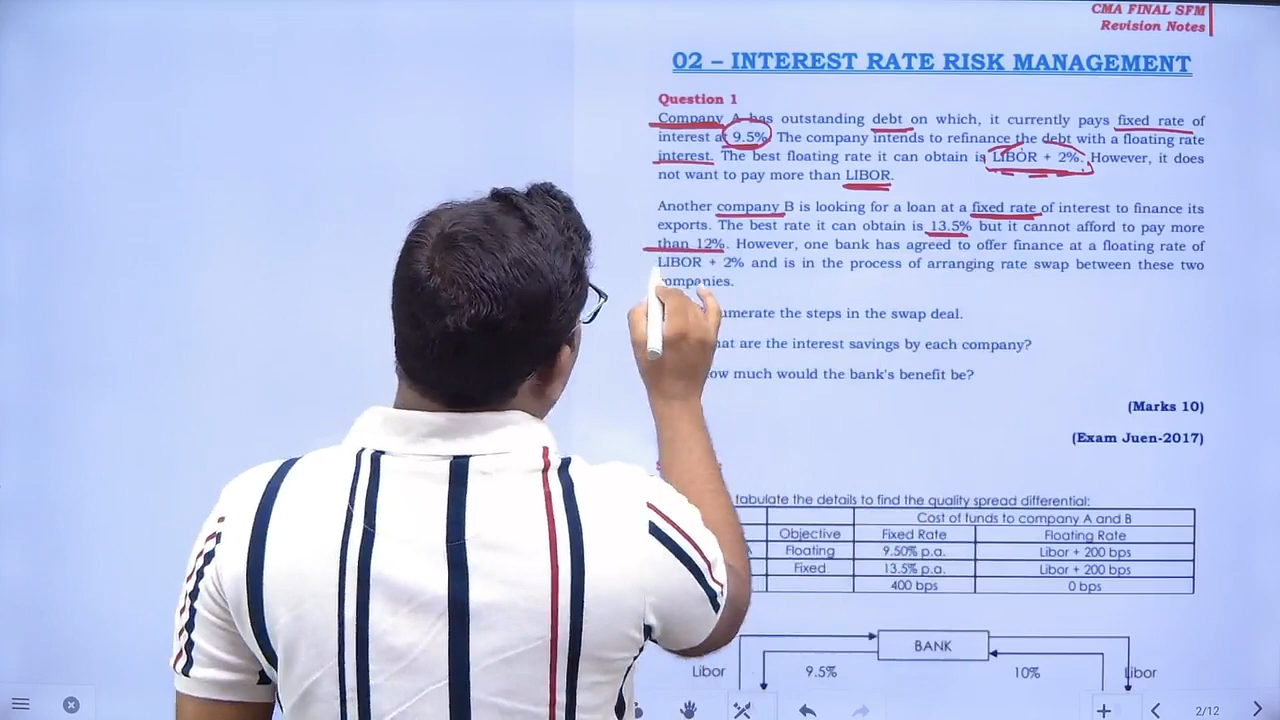 CMA FINAL SFM
Revision Notes
02 – INTEREST RATE RISK MANAGEMENT
Question 1
Company A has outstanding debt on which, it currently pays fixed rate of
interest at 9.5%. The company intends to refinance the debt with a floating rate
interest. The best floating rate it can obtain is LIBOR + 2%. However, it does
not want to pay more than LIBOR.
Another company B is looking for a loan at a fixed rate of interest to finance its
exports. The best rate it can obtain is 13.5% but it cannot afford to pay more
than 12%. However, one bank has agreed to offer finance at a floating rate of
LIBOR + 2% and is in the process of arranging rate swap between these two
companies.
the steps in the swap deal.
are the interest savings by each company?
much would the bank's benefit be?
(Marks 10)
(Exam Juen-2017)
tabulate the details to find the quality spread differential:
Cost of funds to company A and B
Objective Fixed Rate Floating Rate
Floating 9.50% p.a. Libor + 200 bps
Fixed 13.5% p.a. Libor + 200 bps
400 bps 0 bps
BANK
Libor 9.5% 10% Libor
2/12